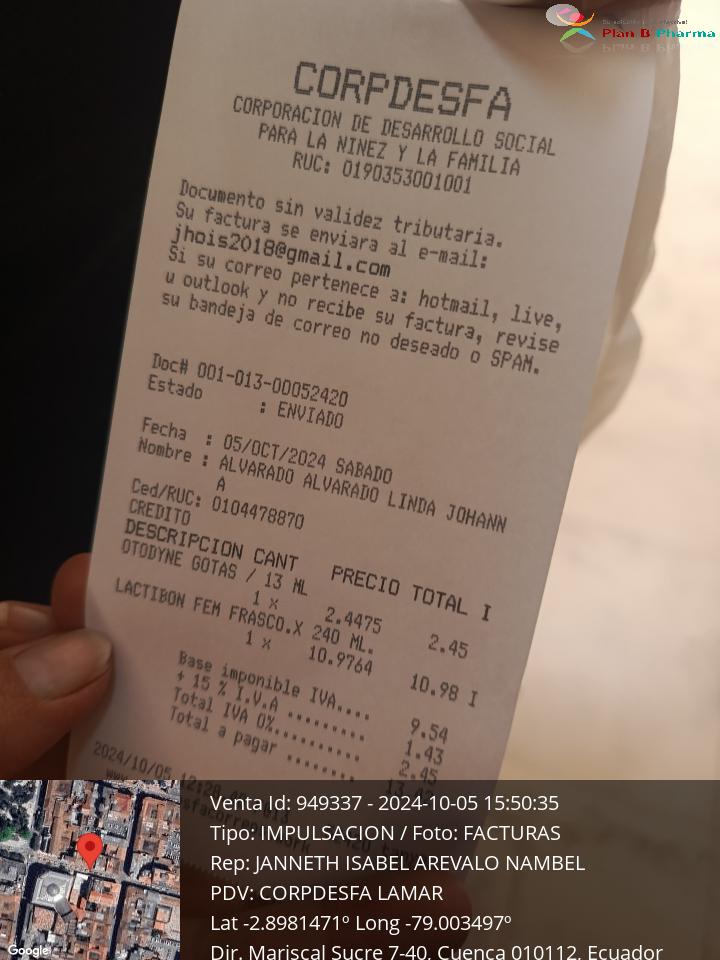 Plan B Pharma
CORPDESFA
CORPORACION DE DESARROLLO SOCIAL
PARA LA NINEZ Y LA FAMILIA
RUC: 0190353001001
Documento sin validez tributaria.
Su factura se enviara al e-mail:
jhois2018@gmail.com
Si su correo pertenece a: hotmail, live,
u outlook y no recibe su factura, revise
su bandeja de correo no deseado o SPAM.
Doc# 001-013-00052420
Estado : ENVIADO
Fecha : 05/OCT/2024 SABADO
Nombre : ALVARADO ALVARADO LINDA JOHANN
A
Ced/RUC: 0104478870
CREDITO
DESCRIPCION CANT PRECIO TOTAL I
OTODYNE GOTAS / 13 ML
1 x 2.4475 2.45
LACTIBON FEM FRASCO.X 240 ML.
1 x 10.9764 10.98 I
Base imponible IVA.... 9.54
+ 15 % I.V.A ......... 1.43
Total IVA 0%.......... 2.45
Total a pagar ........
2024/10/05 12:28
Venta Id: 949337 - 2024-10-05 15:50:35
Tipo: IMPULSACION / Foto: FACTURAS
Rep: JANNETH ISABEL AREVALO NAMBEL
PDV: CORPDESFA LAMAR
Lat -2.8981471º Long -79.003497º
Dir. Mariscal Sucre 7-40, Cuenca 010112, Ecuador
Google